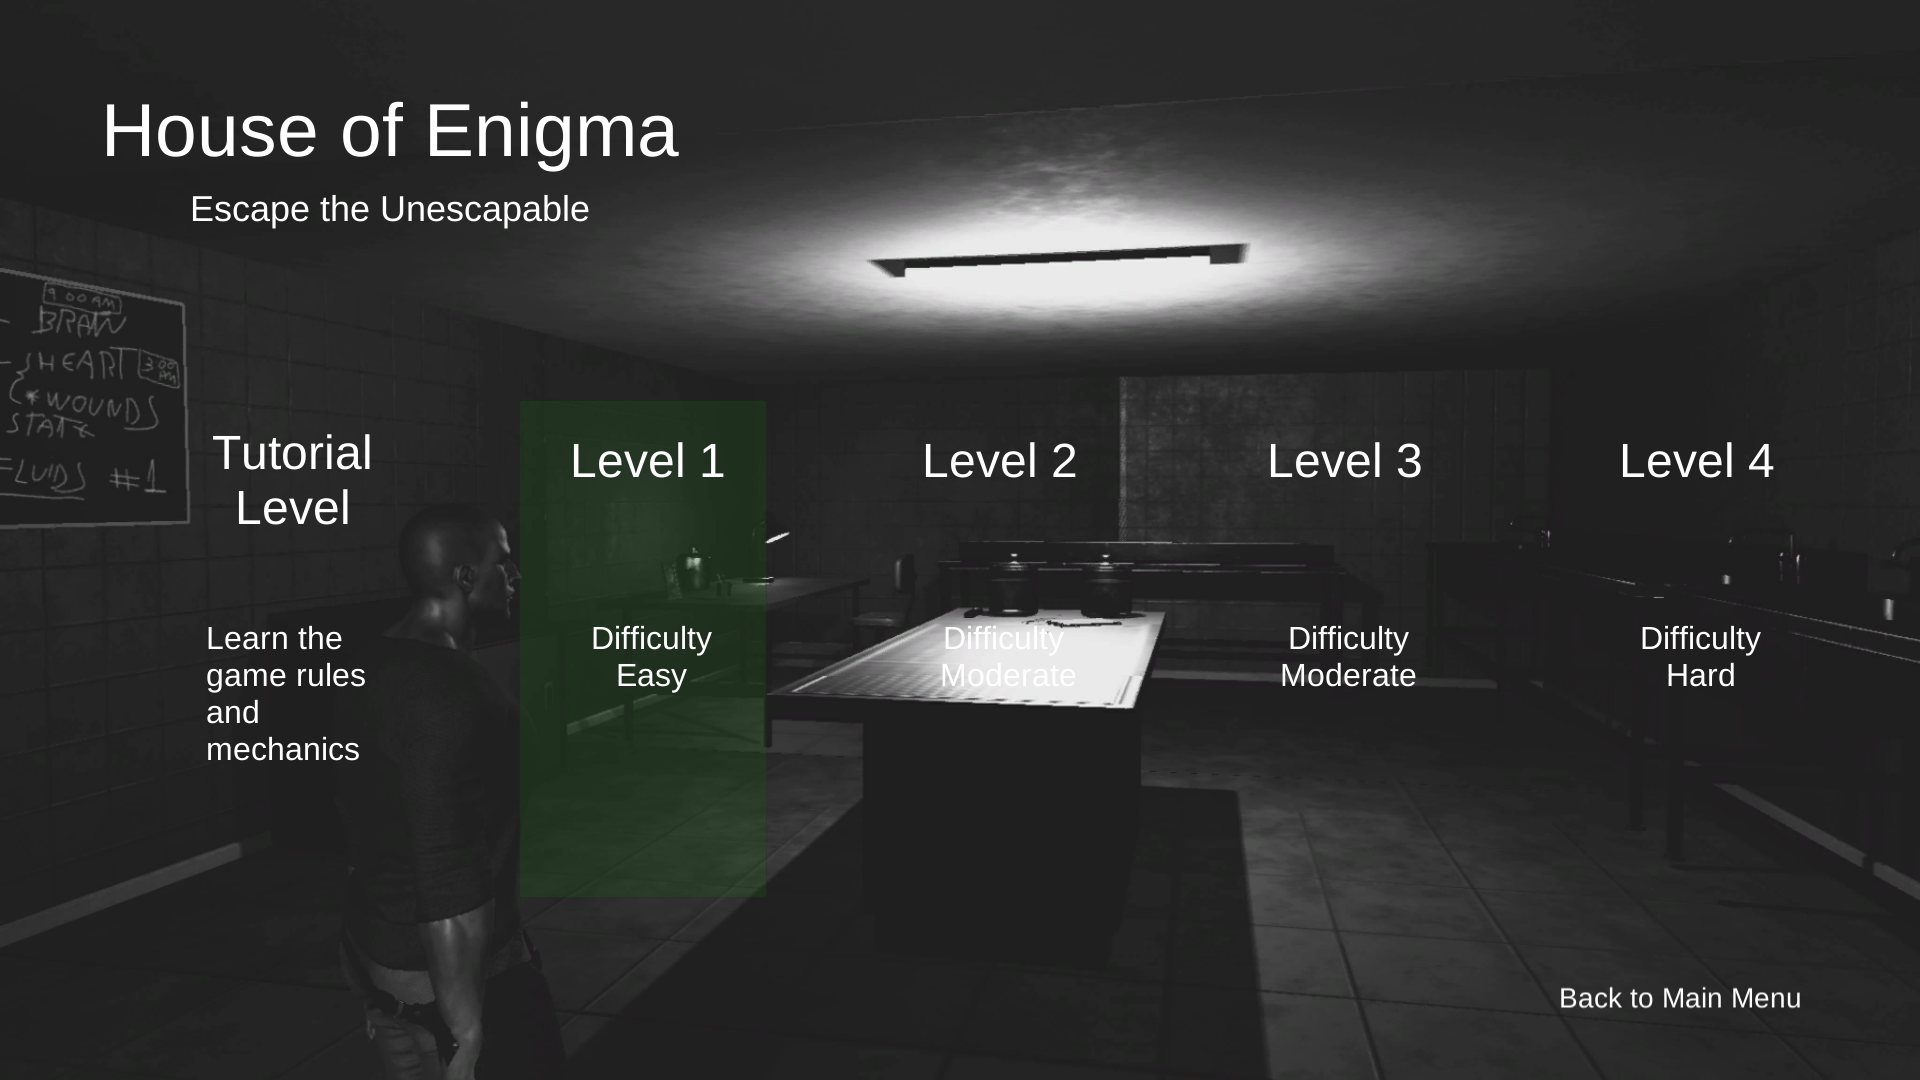 House of Enigma
Escape the Unescapable
9 00 AM
- BRAIN
- HEART 3:00 AM
* WOUNDS
STATE
FLUIDS #1
Tutorial
Level
Level 1
Level 2
Level 3
Level 4
Learn the
game rules
and
mechanics
Difficulty
Easy
Difficulty
Moderate
Difficulty
Moderate
Difficulty
Hard
Back to Main Menu